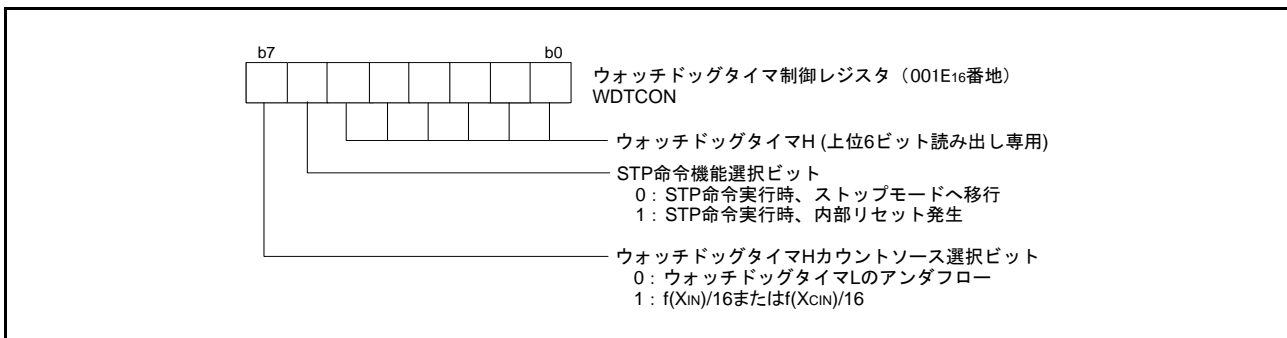 b7 b0
ウォッチドッグタイマ制御レジスタ（001E16番地）
WDTCON
ウォッチドッグタイマH (上位6ビット読み出し専用)
STP命令機能選択ビット
0：STP命令実行時、ストップモードへ移行
1：STP命令実行時、内部リセット発生
ウォッチドッグタイマHカウントソース選択ビット
0：ウォッチドッグタイマLのアンダフロー
1：f(XIN)/16またはf(XCIN)/16